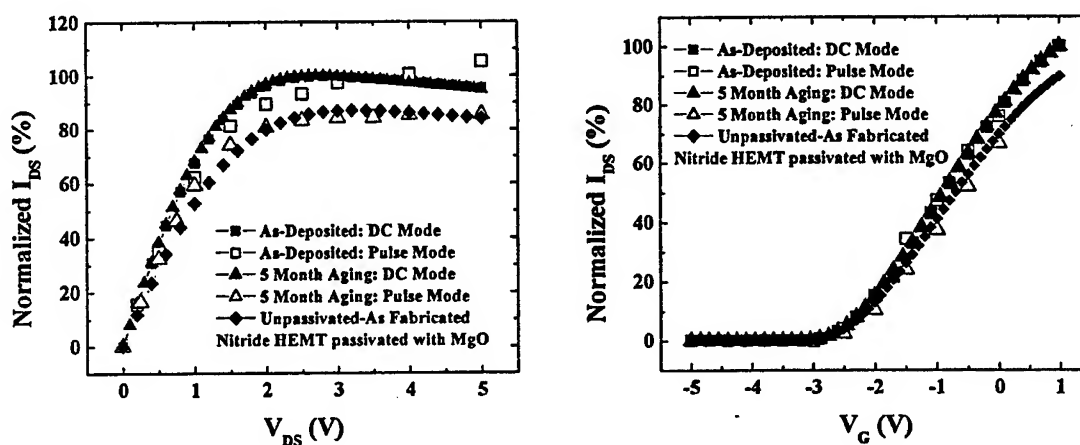 Normalized I_DS (%)
120
100
80
60
40
20
0
As-Deposited: DC Mode
As-Deposited: Pulse Mode
5 Month Aging: DC Mode
5 Month Aging: Pulse Mode
Unpassivated-As Fabricated
Nitride HEMT passivated with MgO
0 1 2 3 4 5
V_DS (V)
Normalized I_DS (%)
100
80
60
40
20
0
As-Deposited: DC Mode
As-Deposited: Pulse Mode
5 Month Aging: DC Mode
5 Month Aging: Pulse Mode
Unpassivated-As Fabricated
Nitride HEMT passivated with MgO
-5 -4 -3 -2 -1 0 1
V_G (V)